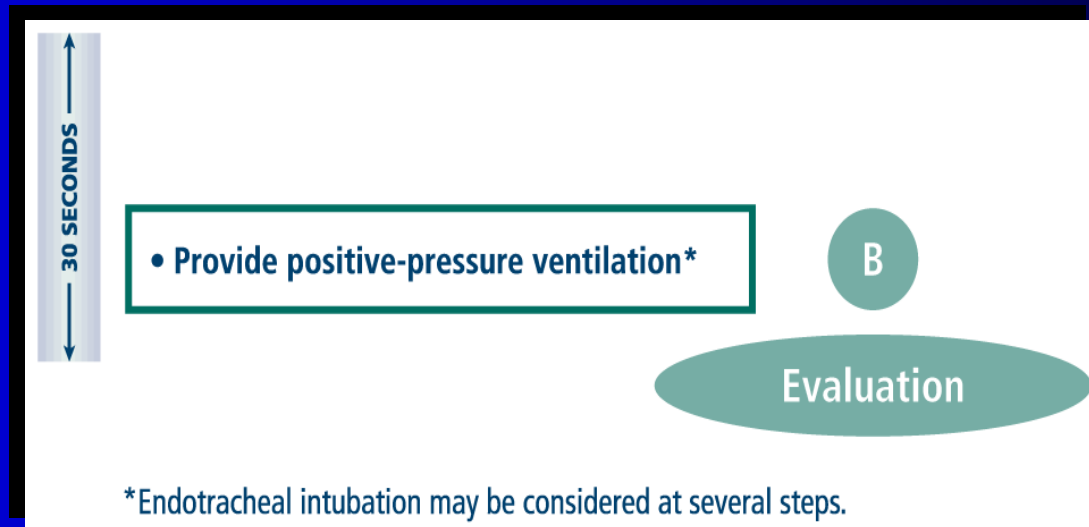 30 SECONDS
• Provide positive-pressure ventilation*
B
Evaluation
*Endotracheal intubation may be considered at several steps.